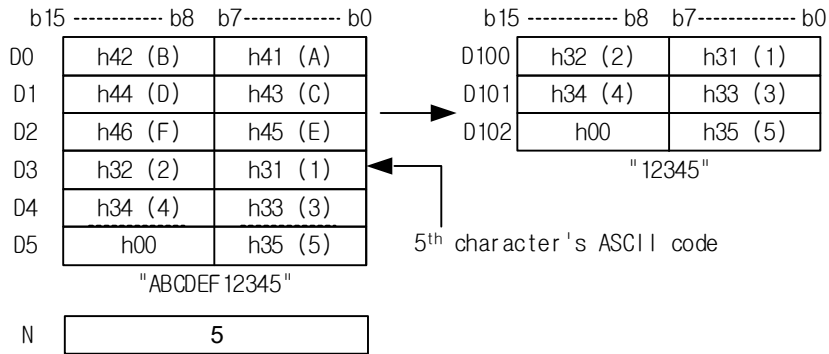 b15 ------------ b8 b7------------- b0
b15 ------------ b8 b7------------- b0
D0 h42 (B) h41 (A)
D100 h32 (2) h31 (1)
D1 h44 (D) h43 (C)
D101 h34 (4) h33 (3)
D2 h46 (F) h45 (E)
D102 h00 h35 (5)
D3 h32 (2) h31 (1)
"12345"
D4 h34 (4) h33 (3)
D5 h00 h35 (5)
5th character's ASCII code
"ABCDEF12345"
N 5